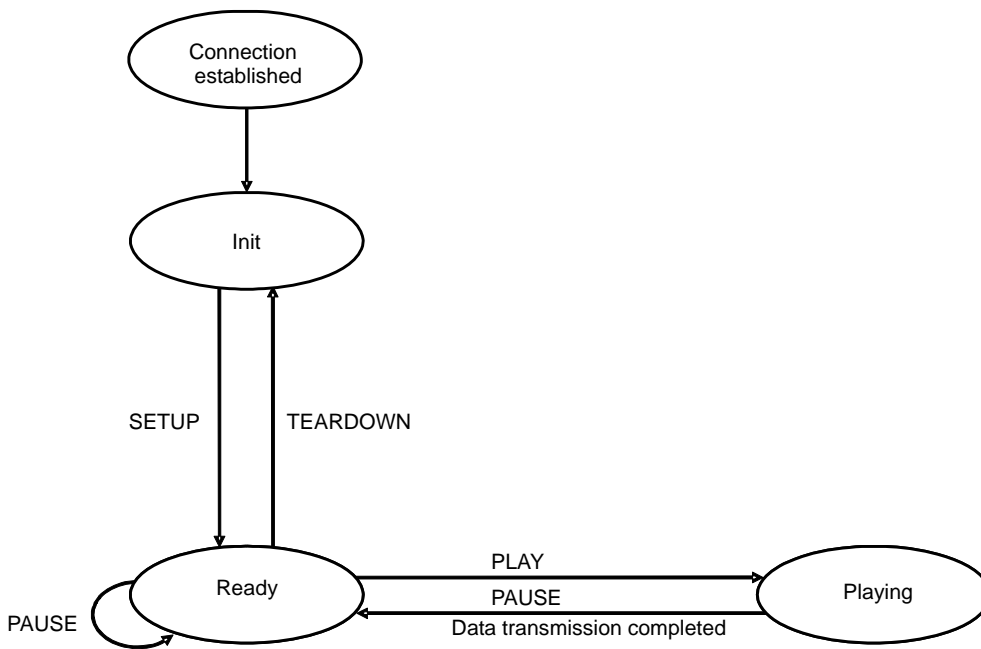 Connection
established
Init
SETUP
TEARDOWN
Ready
PLAY
PAUSE
Data transmission completed
Playing
PAUSE